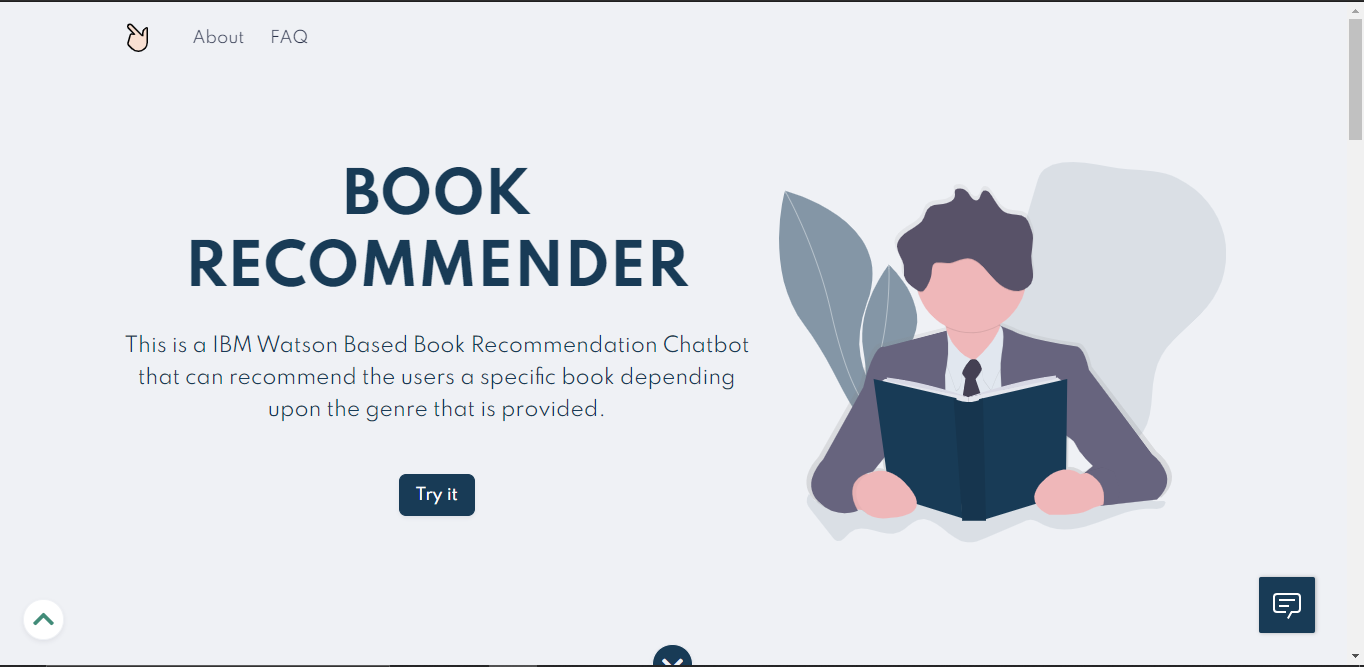 About FAQ
BOOK
RECOMMENDER
This is a IBM Watson Based Book Recommendation Chatbot
that can recommend the users a specific book depending
upon the genre that is provided.
Try it